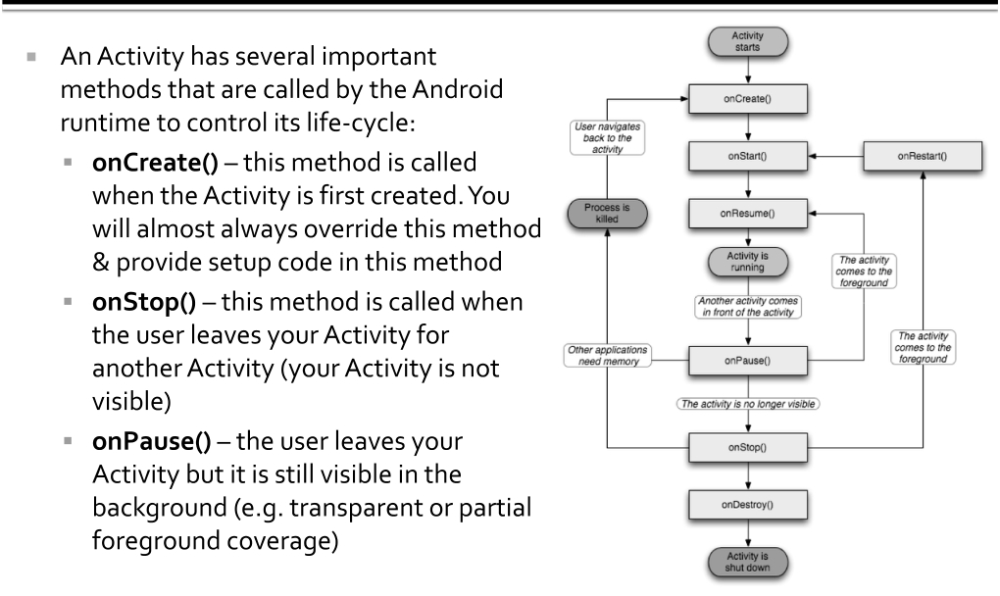 An Activity has several important
methods that are called by the Android
runtime to control its life-cycle:
onCreate() – this method is called
when the Activity is first created. You
will almost always override this method
& provide setup code in this method
onStop() – this method is called when
the user leaves your Activity for
another Activity (your Activity is not
visible)
onPause() – the user leaves your
Activity but it is still visible in the
background (e.g. transparent or partial
foreground coverage)
Activity
starts
onCreate()
User navigates
back to the
activity
onStart()
onRestart()
Process is
killed
onResume()
Activity is
running
The activity
comes to the
foreground
Another activity comes
in front of the activity
The activity
comes to the
foreground
Other applications
need memory
onPause()
The activity is no longer visible
onStop()
onDestroy()
Activity is
shut down